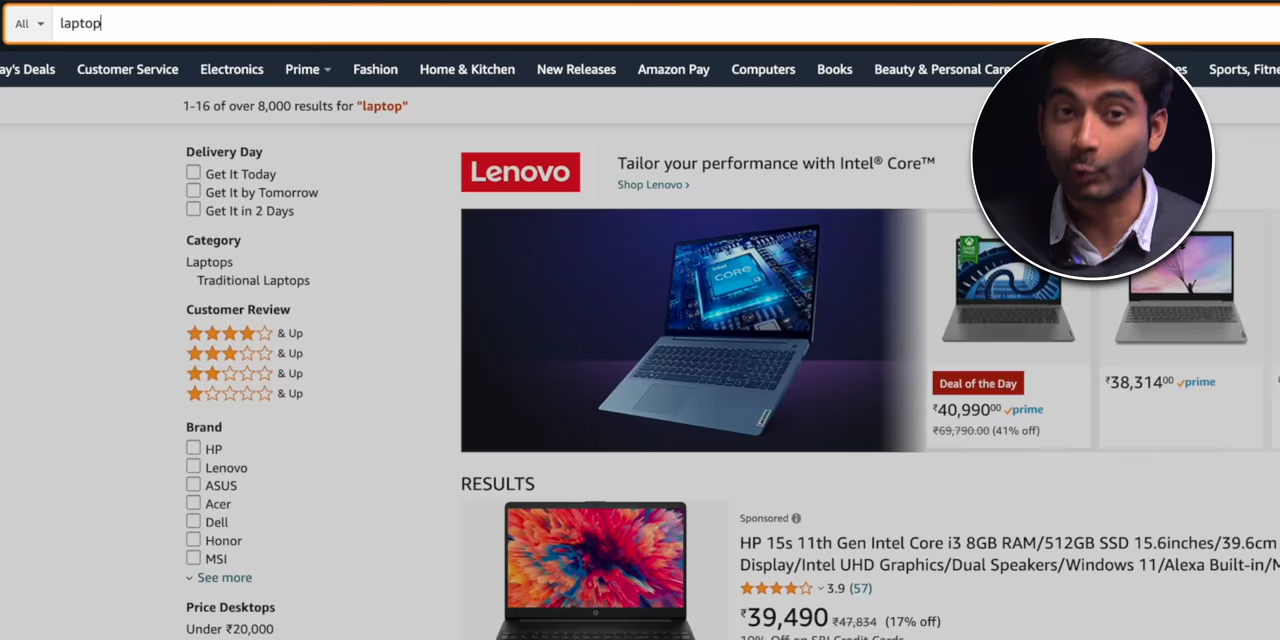 All
laptop
ay's Deals Customer Service Electronics Prime Fashion Home & Kitchen New Releases Amazon Pay Computers Books Beauty & Personal Care es Sports, Fitne
1-16 of over 8,000 results for "laptop"
Delivery Day
Get It Today
Get It by Tomorrow
Get It in 2 Days
Category
Laptops
Traditional Laptops
Customer Review
& Up
& Up
& Up
& Up
Brand
HP
Lenovo
ASUS
Acer
Dell
Honor
MSI
See more
Price Desktops
Under ₹20,000
Lenovo
Tailor your performance with Intel® Core™
Shop Lenovo ›
intel
CORE i3
Deal of the Day
₹40,990⁰⁰ prime
₹69,790.00 (41% off)
₹38,314⁰⁰ prime
RESULTS
Sponsored
HP 15s 11th Gen Intel Core i3 8GB RAM/512GB SSD 15.6inches/39.6cm
Display/Intel UHD Graphics/Dual Speakers/Windows 11/Alexa Built-in/M
3.9 (57)
₹39,490 ₹47,834 (17% off)
10% Off on SBI Credit Cards